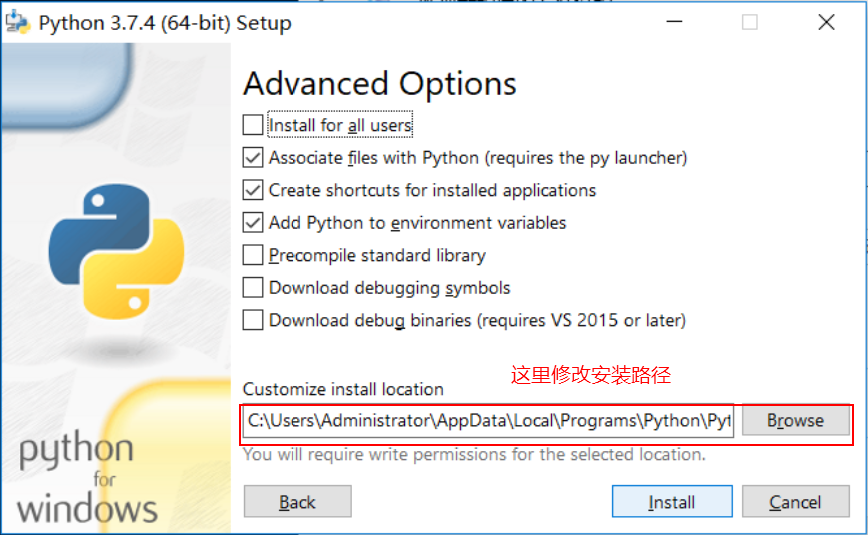 Python 3.7.4 (64-bit) Setup
Advanced Options
Install for all users
Associate files with Python (requires the py launcher)
Create shortcuts for installed applications
Add Python to environment variables
Precompile standard library
Download debugging symbols
Download debug binaries (requires VS 2015 or later)
这里修改安装路径
Customize install location
C:\Users\Administrator\AppData\Local\Programs\Python\Pyt Browse
You will require write permissions for the selected location.
python
for
windows
Back Install Cancel